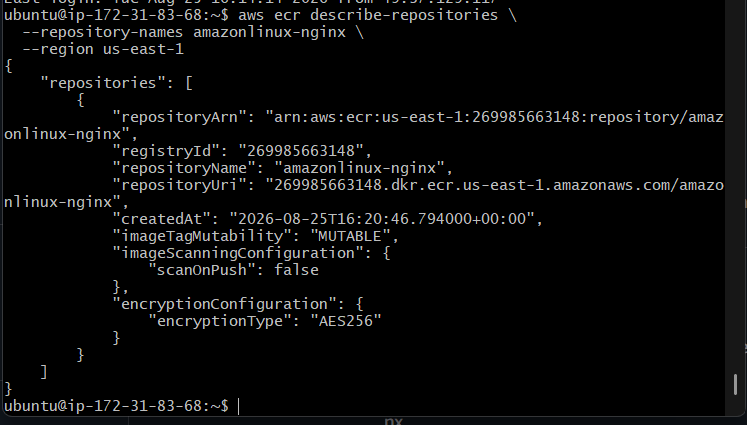 ubuntu@ip-172-31-83-68:~$ aws ecr describe-repositories \
  --repository-names amazonlinux-nginx \
  --region us-east-1
{
    "repositories": [
        {
            "repositoryArn": "arn:aws:ecr:us-east-1:269985663148:repository/amaz
onlinux-nginx",
            "registryId": "269985663148",
            "repositoryName": "amazonlinux-nginx",
            "repositoryUri": "269985663148.dkr.ecr.us-east-1.amazonaws.com/amazo
nlinux-nginx",
            "createdAt": "2026-08-25T16:20:46.794000+00:00",
            "imageTagMutability": "MUTABLE",
            "imageScanningConfiguration": {
                "scanOnPush": false
            },
            "encryptionConfiguration": {
                "encryptionType": "AES256"
            }
        }
    ]
}
ubuntu@ip-172-31-83-68:~$